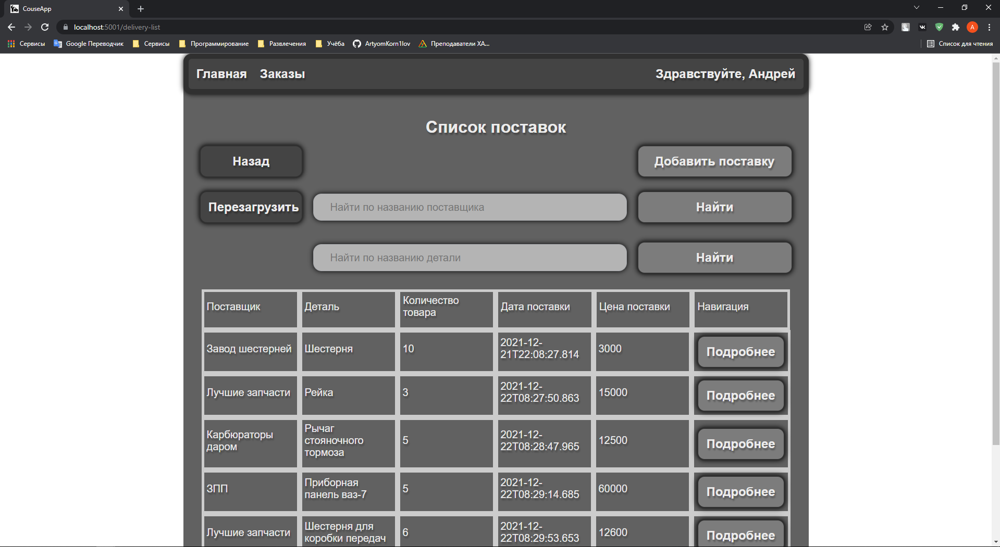 CouseApp
localhost:5001/delivery-list
Сервисы Google Переводчик Сервисы Программирование Развлечения Учёба ArtyomKorn1lov Преподаватели ХА... Список для чтения
Главная Заказы Здравствуйте, Андрей
Список поставок
Назад Добавить поставку
Перезагрузить Найти по названию поставщика Найти
Найти по названию детали Найти
Поставщик Деталь Количество товара Дата поставки Цена поставки Навигация
Завод шестерней Шестерня 10 2021-12-21T22:08:27.814 3000 Подробнее
Лучшие запчасти Рейка 3 2021-12-22T08:27:50.863 15000 Подробнее
Карбюраторы даром Рычаг стояночного тормоза 5 2021-12-22T08:28:47.965 12500 Подробнее
ЗПП Приборная панель ваз-7 5 2021-12-22T08:29:14.685 60000 Подробнее
Лучшие запчасти Шестерня для коробки передач 6 2021-12-22T08:29:53.653 12600 Подробнее